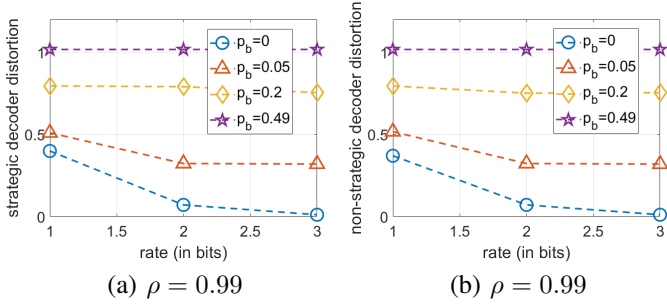 strategic decoder distortion
1
0.5
0
p_b=0
p_b=0.05
p_b=0.2
p_b=0.49
1 1.5 2 2.5 3
rate (in bits)
(a) ρ = 0.99
non-strategic decoder distortion
1
0.5
0
p_b=0
p_b=0.05
p_b=0.2
p_b=0.49
1 1.5 2 2.5 3
rate (in bits)
(b) ρ = 0.99